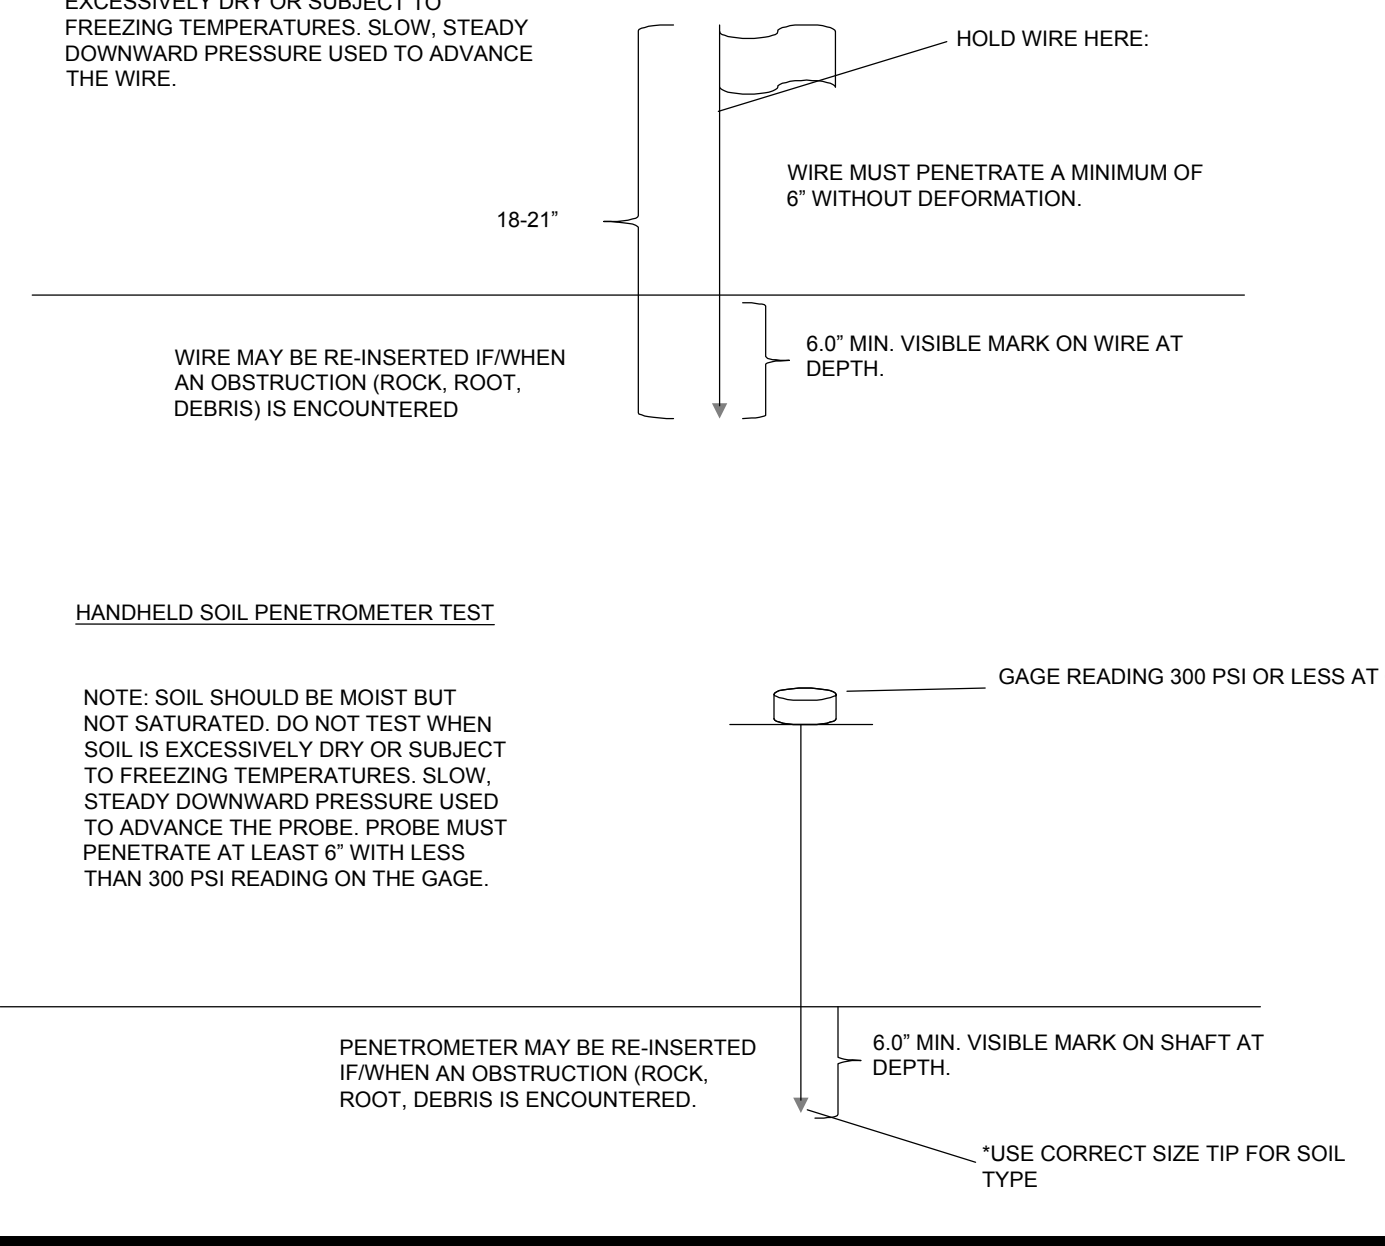 EXCESSIVELY DRY OR SUBJECT TO
FREEZING TEMPERATURES. SLOW, STEADY
DOWNWARD PRESSURE USED TO ADVANCE
THE WIRE.
HOLD WIRE HERE:
WIRE MUST PENETRATE A MINIMUM OF
6” WITHOUT DEFORMATION.
18-21”
6.0” MIN. VISIBLE MARK ON WIRE AT
DEPTH.
WIRE MAY BE RE-INSERTED IF/WHEN
AN OBSTRUCTION (ROCK, ROOT,
DEBRIS) IS ENCOUNTERED
HANDHELD SOIL PENETROMETER TEST
GAGE READING 300 PSI OR LESS AT
NOTE: SOIL SHOULD BE MOIST BUT
NOT SATURATED. DO NOT TEST WHEN
SOIL IS EXCESSIVELY DRY OR SUBJECT
TO FREEZING TEMPERATURES. SLOW,
STEADY DOWNWARD PRESSURE USED
TO ADVANCE THE PROBE. PROBE MUST
PENETRATE AT LEAST 6” WITH LESS
THAN 300 PSI READING ON THE GAGE.
PENETROMETER MAY BE RE-INSERTED
IF/WHEN AN OBSTRUCTION (ROCK,
ROOT, DEBRIS IS ENCOUNTERED.
6.0” MIN. VISIBLE MARK ON SHAFT AT
DEPTH.
*USE CORRECT SIZE TIP FOR SOIL
TYPE